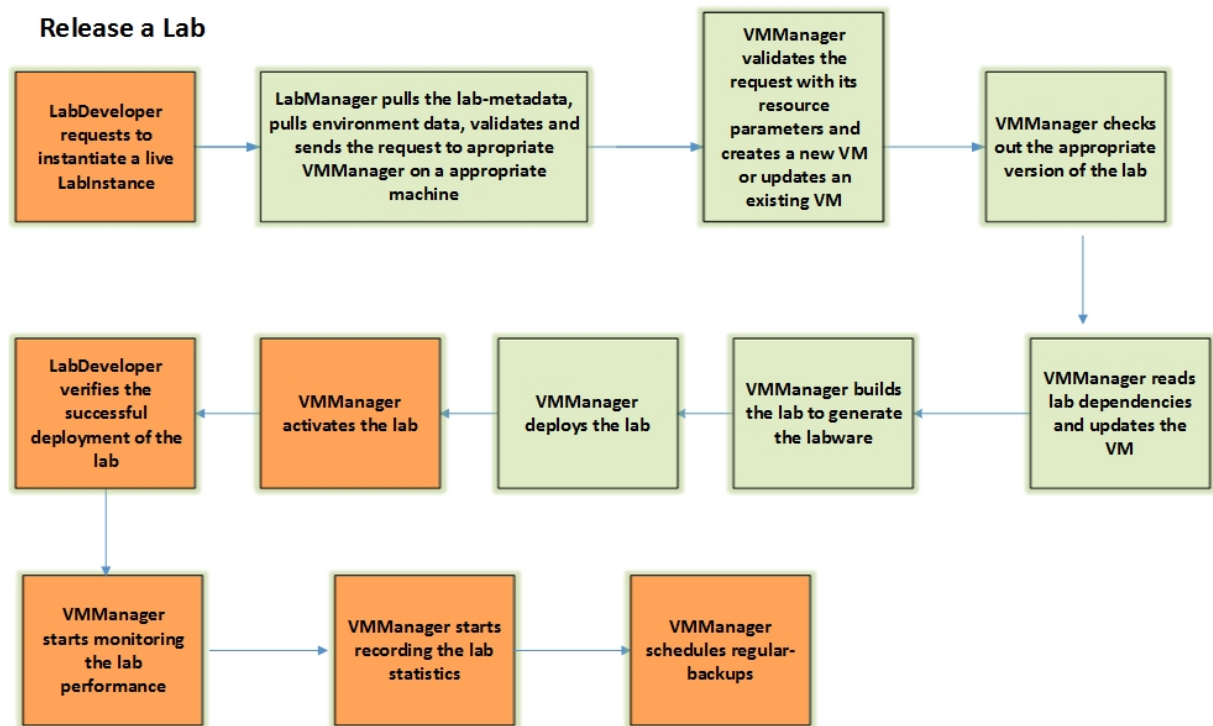 Release a Lab
LabDeveloper
requests to
instantiate a live
LabInstance
LabManager pulls the lab-metadata,
pulls environment data, validates and
sends the request to apropriate
VMManager on a appropriate
machine
VMManager
validates the
request with its
resource
parameters and
creates a new VM
or updates an
existing VM
VMManager checks
out the appropriate
version of the lab
VMManager reads
lab dependencies
and updates the
VM
VMManager builds
the lab to generate
the labware
VMManager
deploys the lab
VMManager
activates the lab
LabDeveloper
verifies the
successful
deployment of the
lab
VMManager
starts monitoring
the lab
performance
VMManager starts
recording the lab
statistics
VMManager
schedules regular-
backups